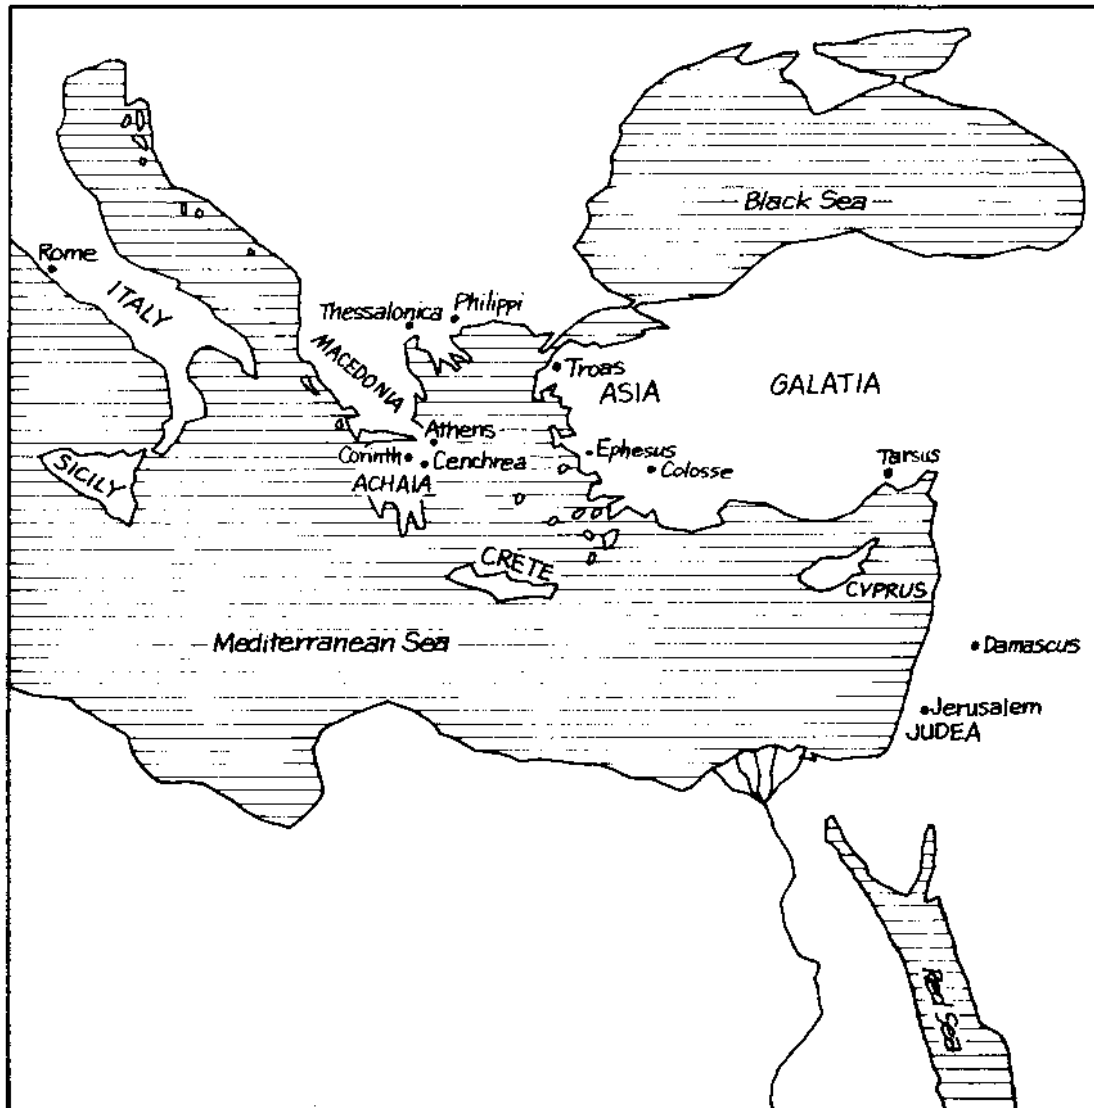 Black Sea
Rome
ITALY
Thessalonica
Philippi
MACEDONIA
Troas
ASIA
GALATIA
Athens
Corinth
Cenchrea
ACHAIA
Ephesus
Colosse
Tarsus
SICILY
CRETE
CYPRUS
Mediterranean Sea
Damascus
Jerusalem
JUDEA
Red Sea